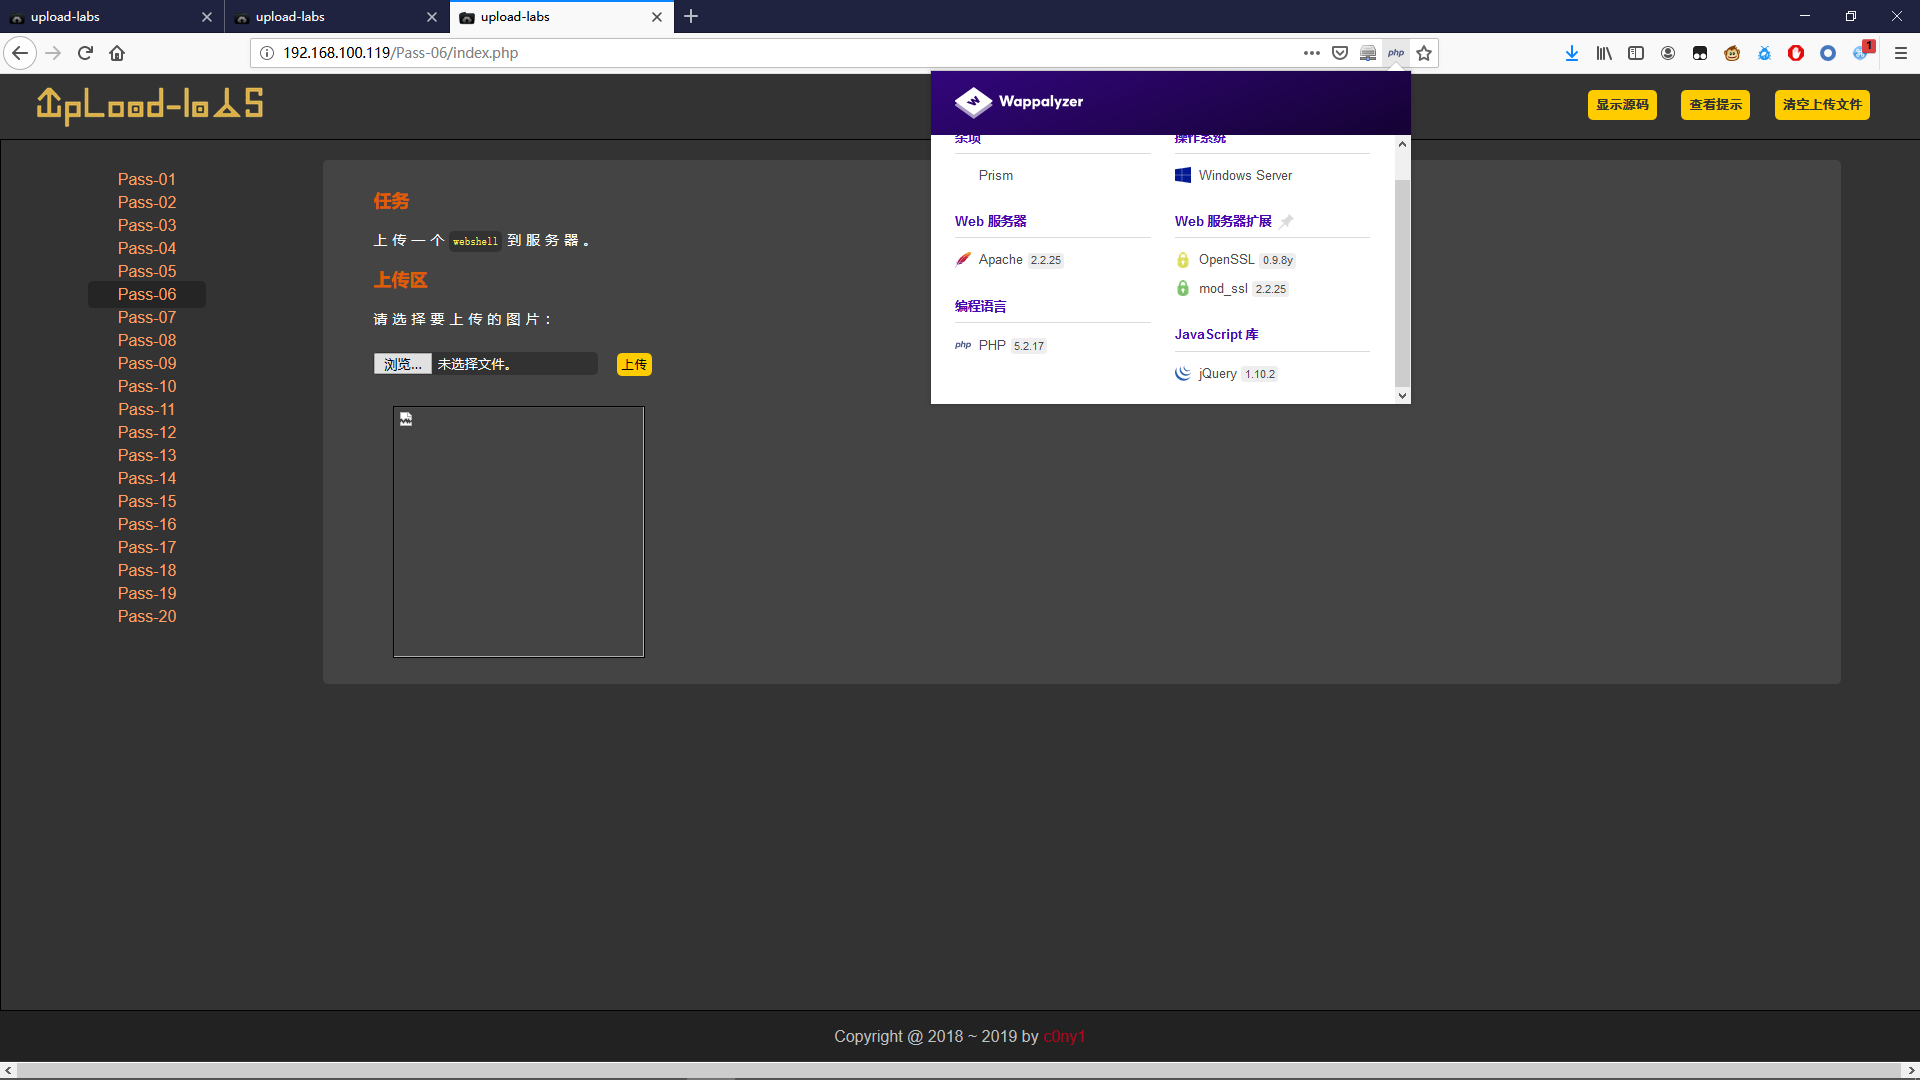 upload-labs
upload-labs
upload-labs
192.168.100.119/Pass-06/index.php
php
1
UpLoad-labs
显示源码
查看提示
清空上传文件
Pass-01
Pass-02
Pass-03
Pass-04
Pass-05
Pass-06
Pass-07
Pass-08
Pass-09
Pass-10
Pass-11
Pass-12
Pass-13
Pass-14
Pass-15
Pass-16
Pass-17
Pass-18
Pass-19
Pass-20
任务
上传一个 webshell 到服务器。
上传区
请选择要上传的图片：
浏览... 未选择文件。
上传
Wappalyzer
杂项
Prism
Web 服务器
Apache 2.2.25
编程语言
php PHP 5.2.17
操作系统
Windows Server
Web 服务器扩展
OpenSSL 0.9.8y
mod_ssl 2.2.25
JavaScript 库
jQuery 1.10.2
Copyright @ 2018 ~ 2019 by c0ny1